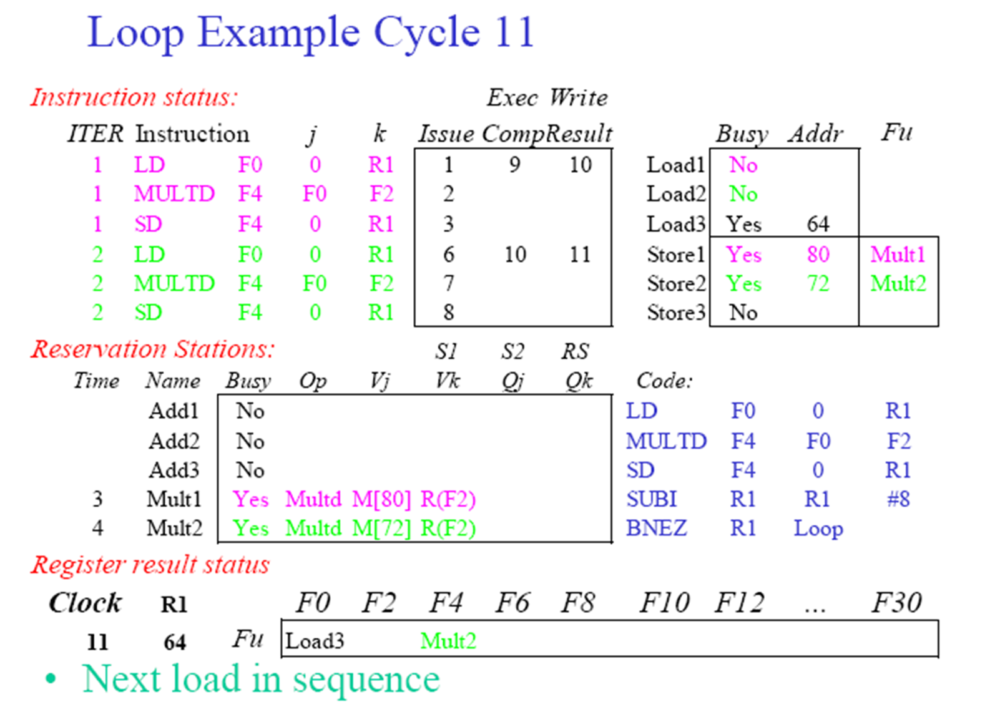 Loop Example Cycle 11
Instruction status: Exec Write
ITER Instruction j k Issue Comp Result Busy Addr Fu
1 LD F0 0 R1 1 9 10 Load1 No
1 MULTD F4 F0 F2 2 Load2 No
1 SD F4 0 R1 3 Load3 Yes 64
2 LD F0 0 R1 6 10 11 Store1 Yes 80 Mult1
2 MULTD F4 F0 F2 7 Store2 Yes 72 Mult2
2 SD F4 0 R1 8 Store3 No
Reservation Stations: S1 S2 RS
Time Name Busy Op Vj Vk Qj Qk Code:
Add1 No LD F0 0 R1
Add2 No MULTD F4 F0 F2
Add3 No SD F4 0 R1
3 Mult1 Yes Multd M[80] R(F2) SUBI R1 R1 #8
4 Mult2 Yes Multd M[72] R(F2) BNEZ R1 Loop
Register result status
Clock R1 F0 F2 F4 F6 F8 F10 F12 ... F30
11 64 Fu Load3 Mult2
• Next load in sequence